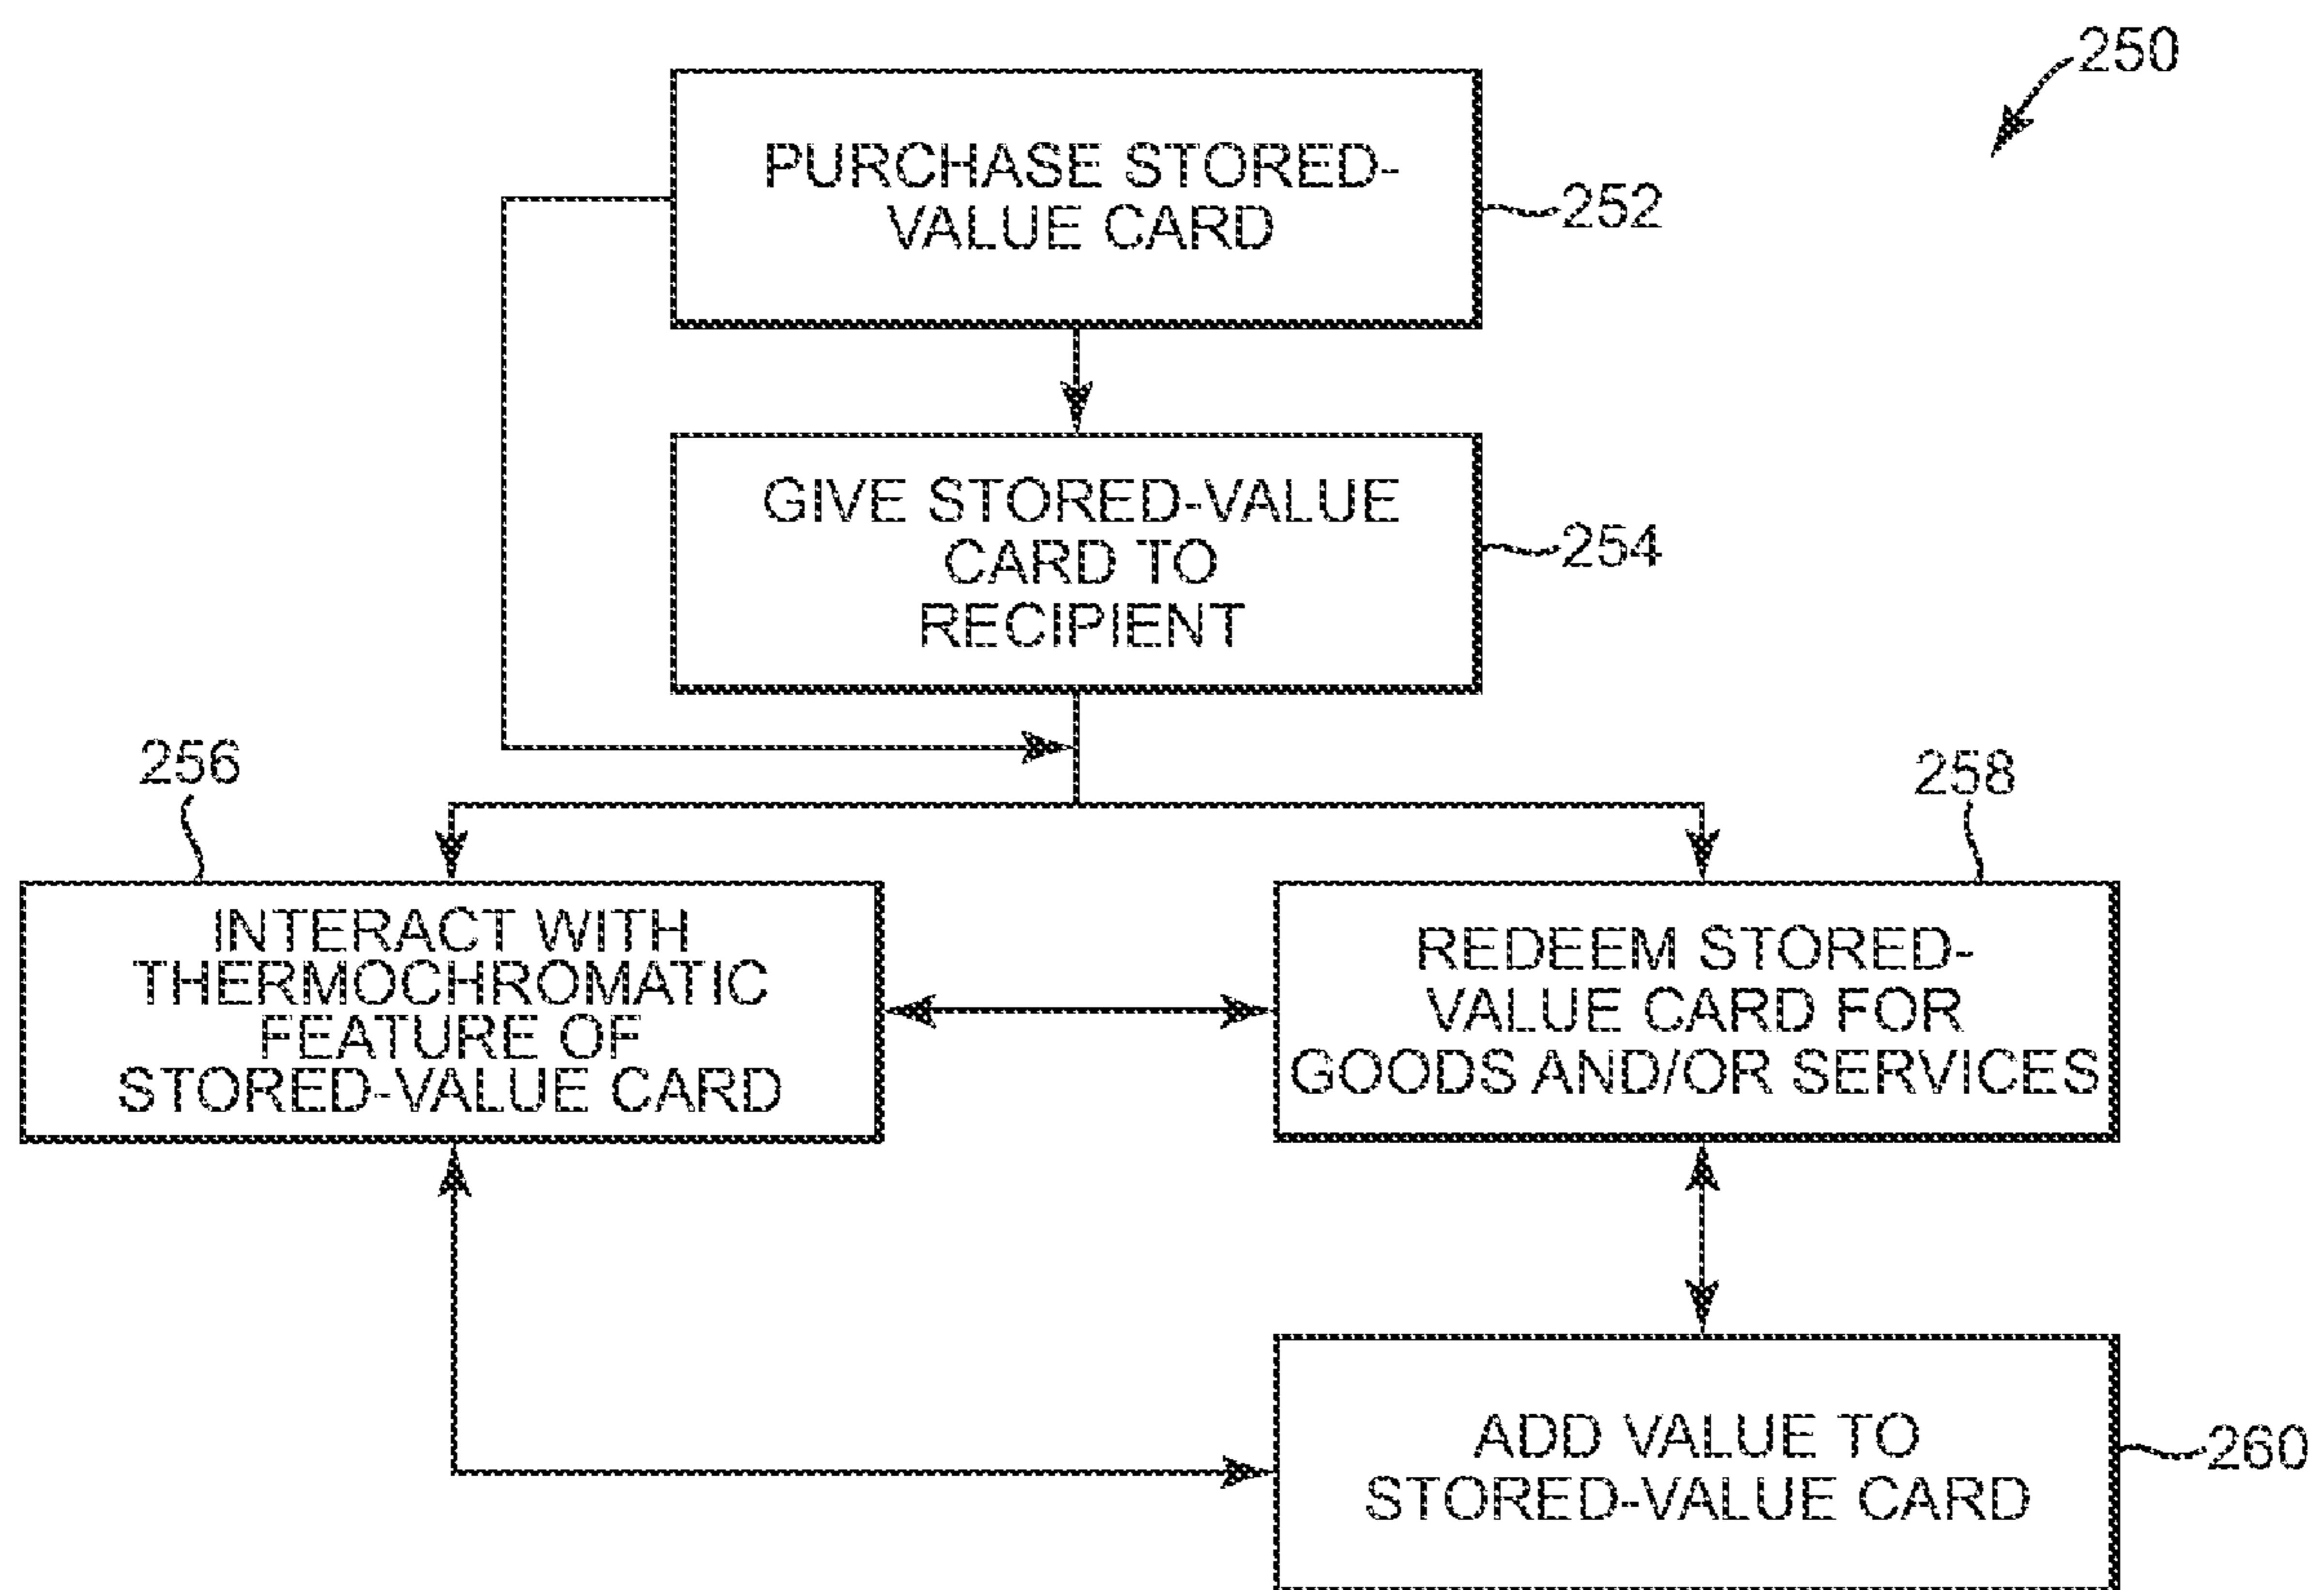 250
PURCHASE STORED-
VALUE CARD
252
GIVE STORED-VALUE
CARD TO
RECIPIENT
254
256
INTERACT WITH
THERMOCHROMATIC
FEATURE OF
STORED-VALUE CARD
258
REDEEM STORED-
VALUE CARD FOR
GOODS AND/OR SERVICES
ADD VALUE TO
STORED-VALUE CARD
260